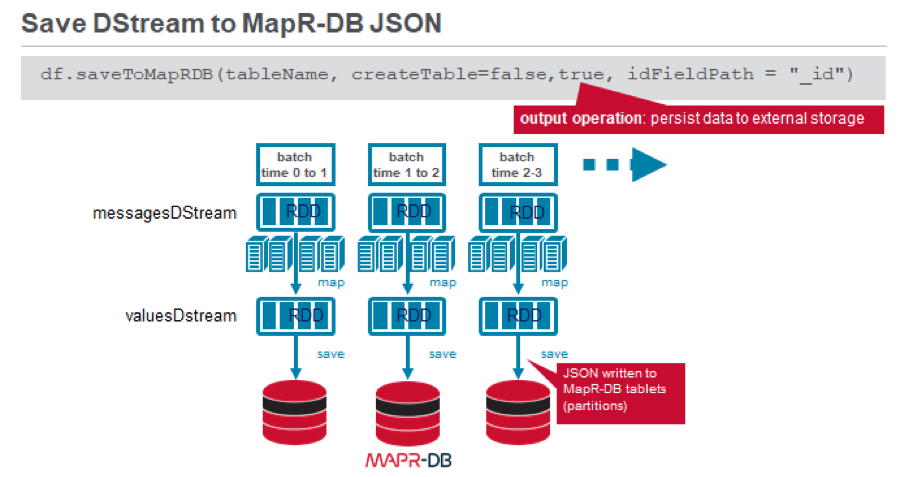 Save DStream to MapR-DB JSON
df.saveToMapRDB(tableName, createTable=false,true, idFieldPath = "_id")
output operation: persist data to external storage
batch
time 0 to 1
batch
time 1 to 2
batch
time 2-3
messagesDStream
RDD
RDD
RDD
map
map
map
valuesDstream
RDD
RDD
RDD
save
save
save
JSON written to
MapR-DB tablets
(partitions)
MAPR-DB